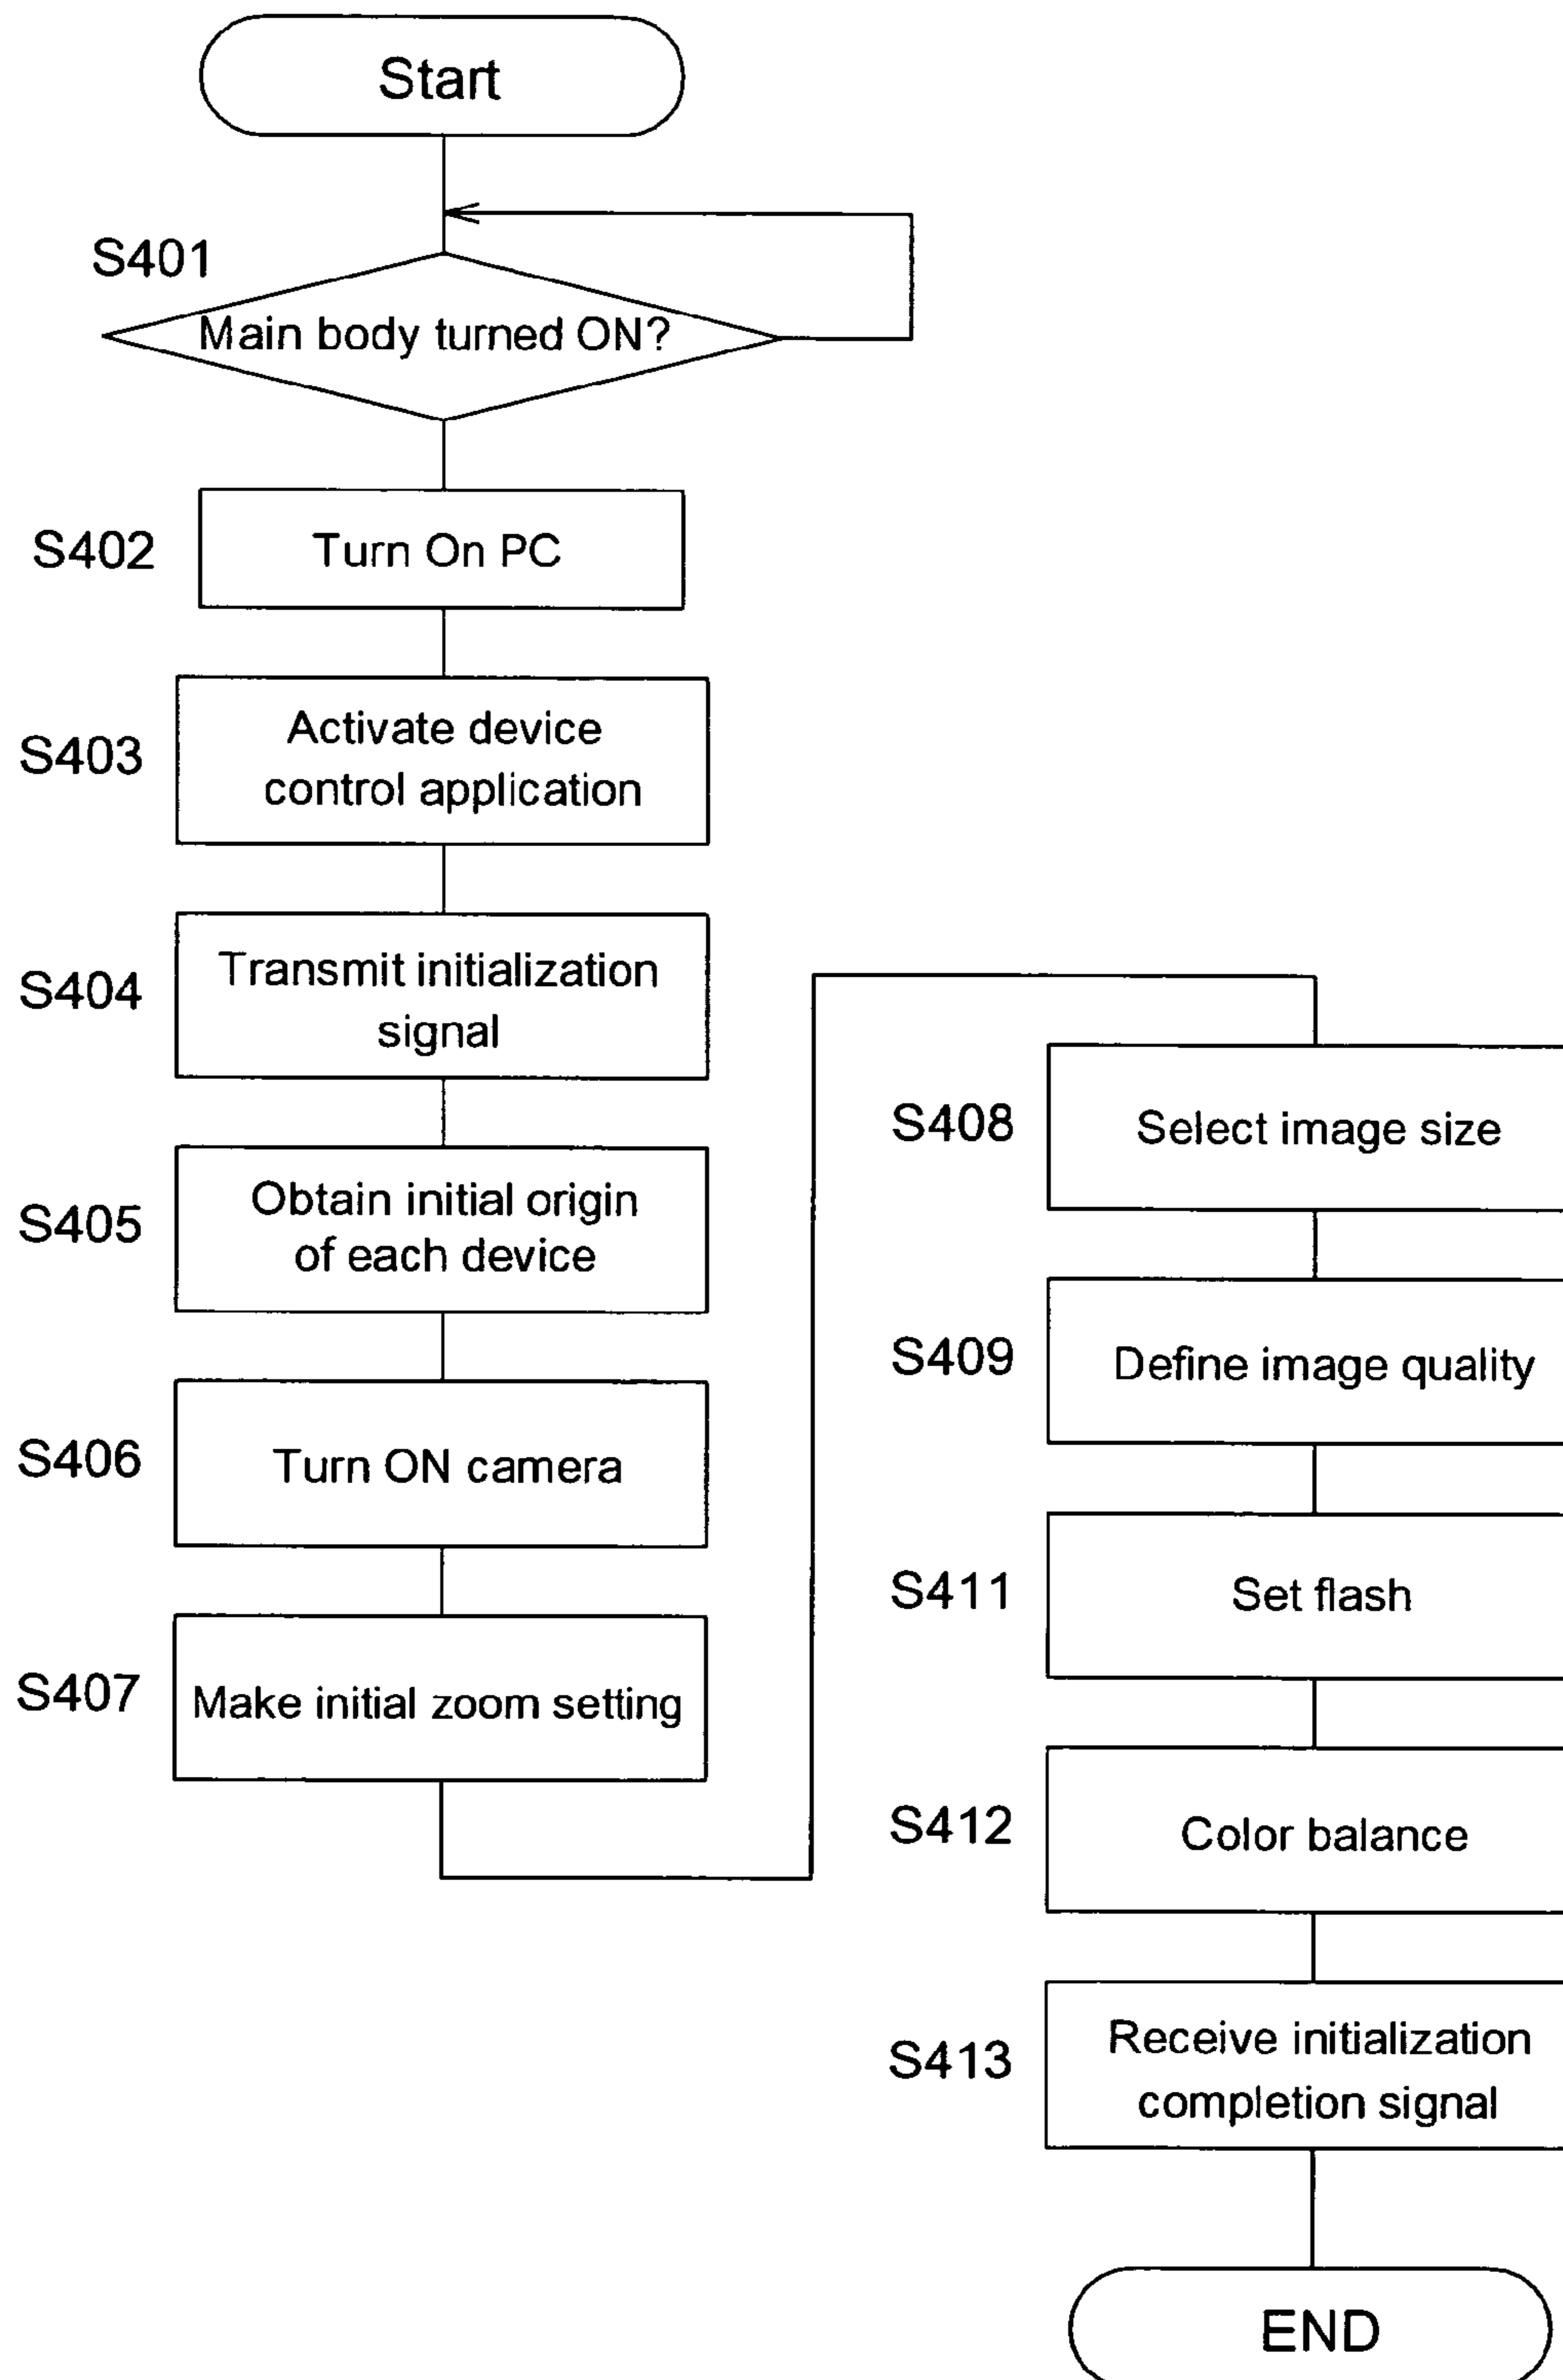 Start
S401
Main body turned ON?
S402
Turn On PC
S403
Activate device
control application
S404
Transmit initialization
signal
S405
Obtain initial origin
of each device
S406
Turn ON camera
S407
Make initial zoom setting
S408
Select image size
S409
Define image quality
S411
Set flash
S412
Color balance
S413
Receive initialization
completion signal
END